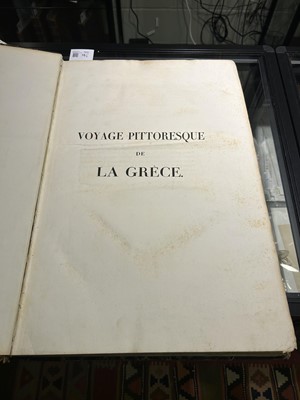 VOYAGE PITTORESQUE
DE
LA GRÈCE.